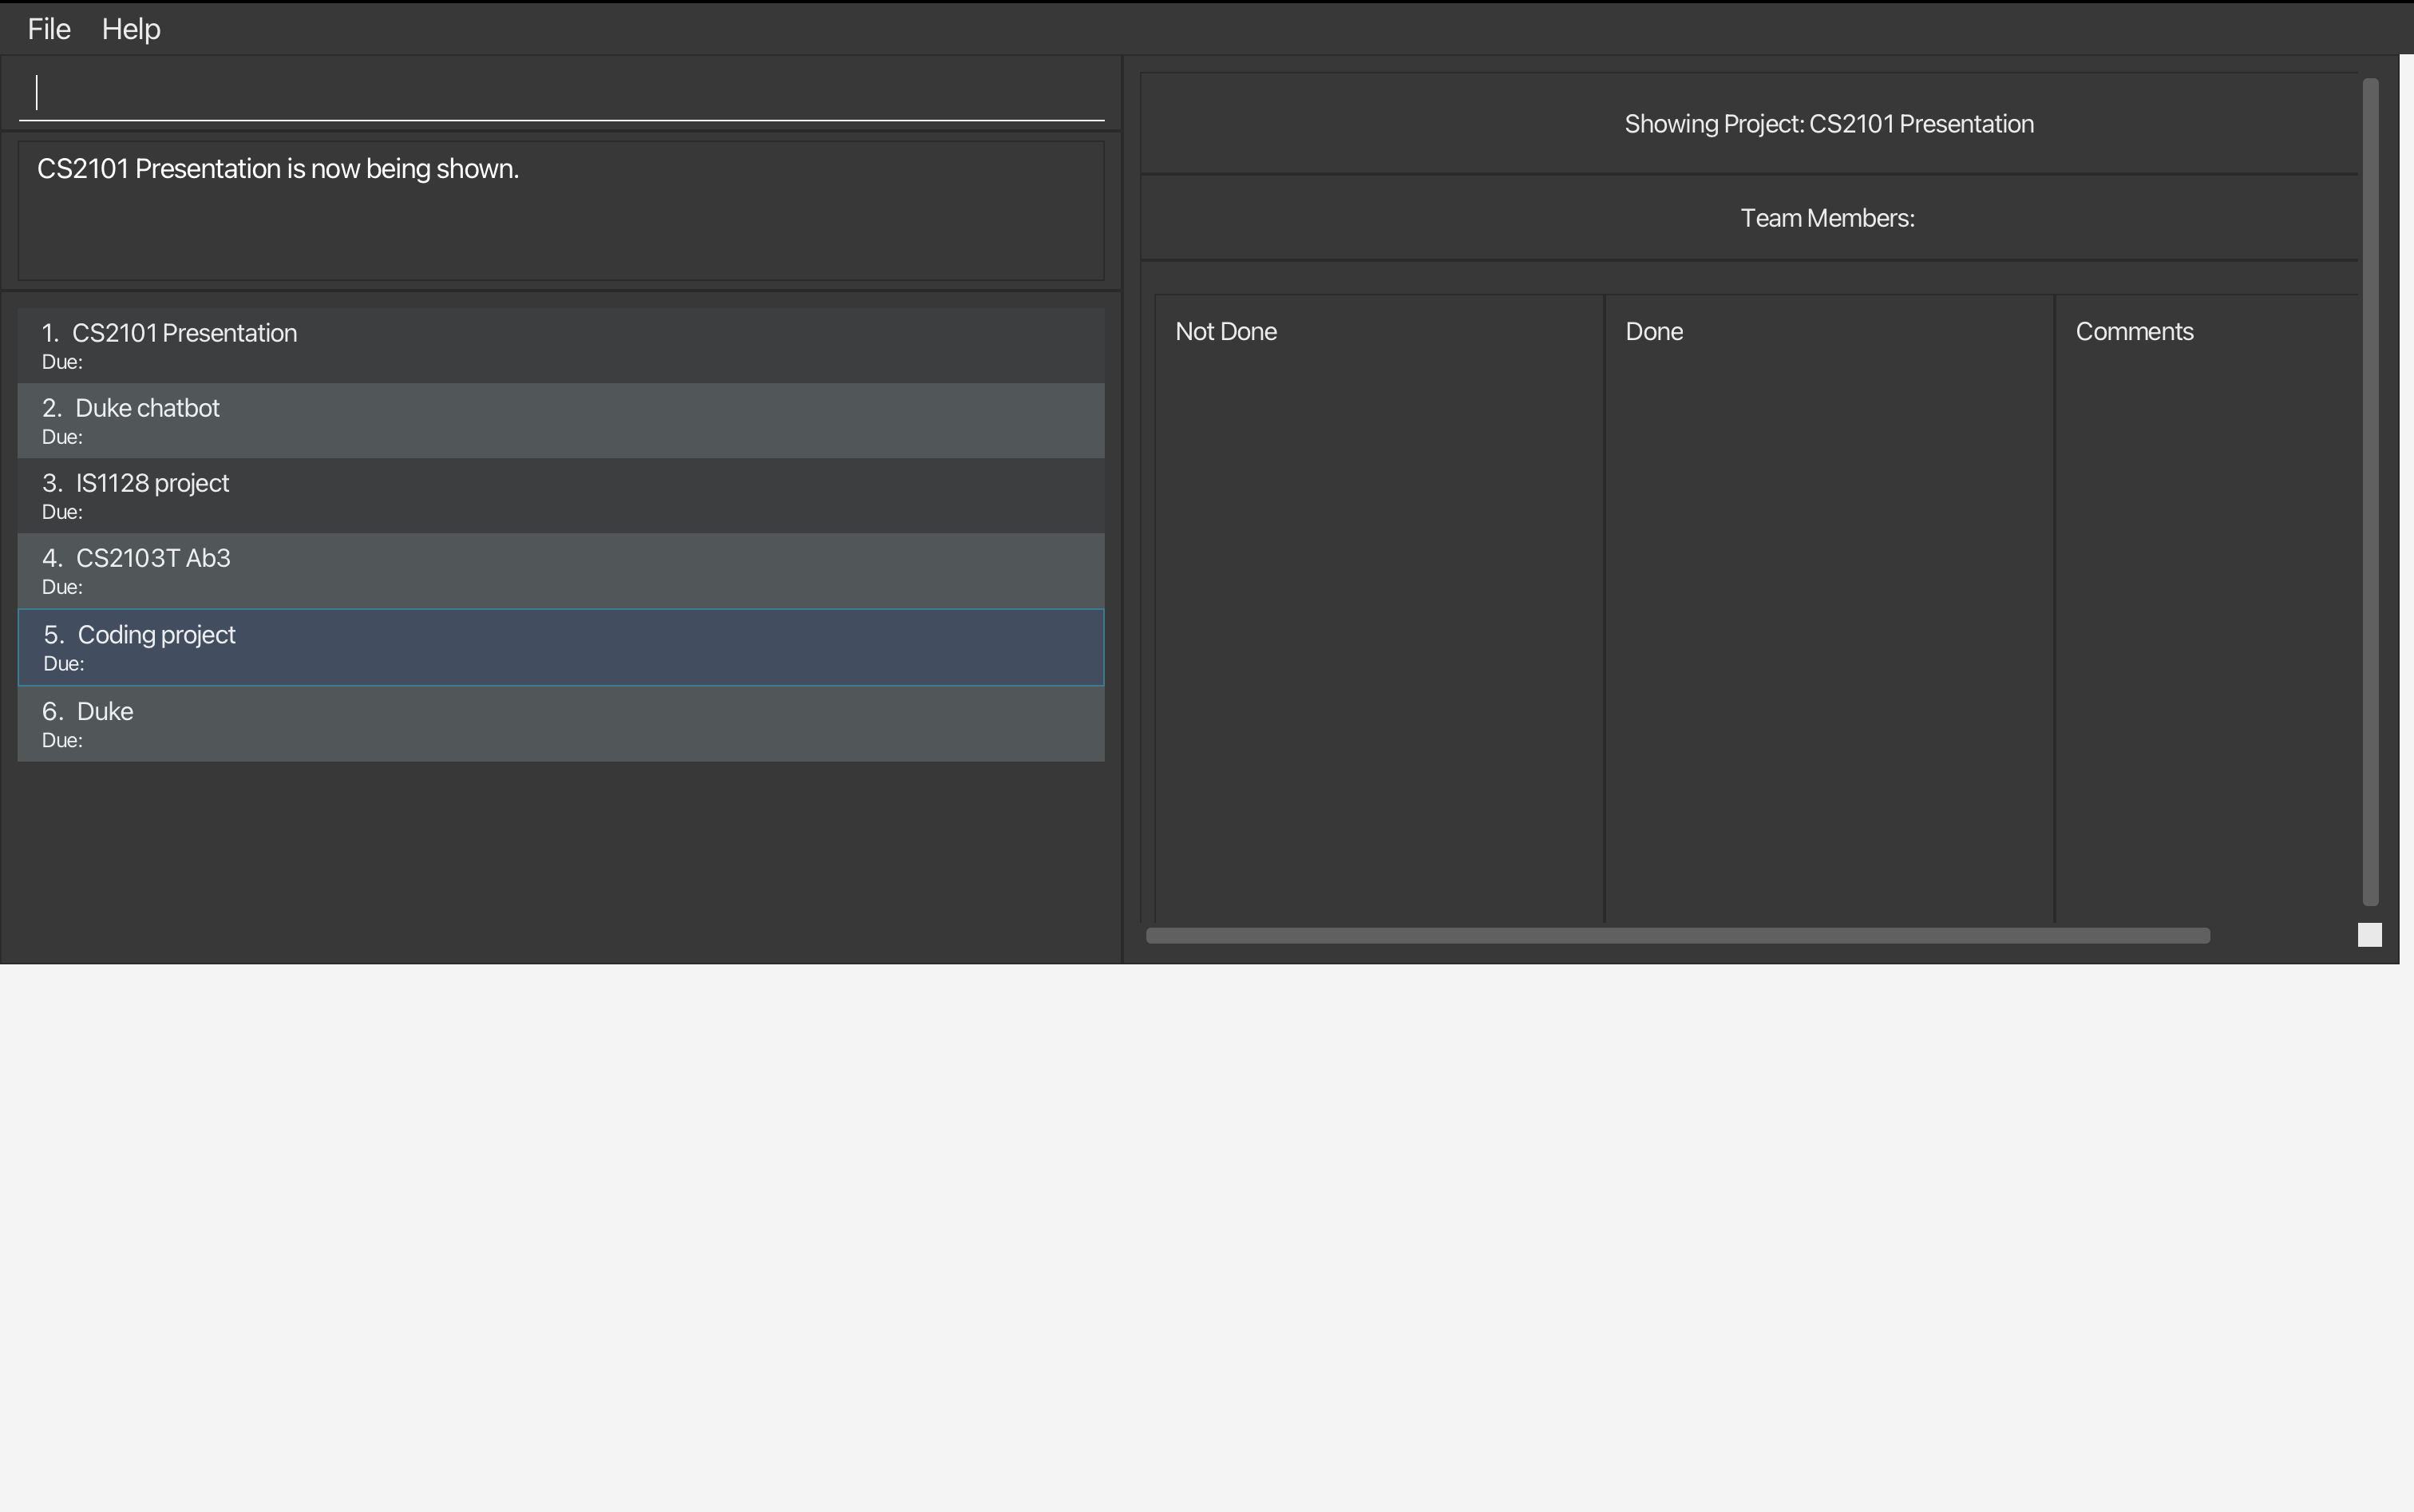 File Help
CS2101 Presentation is now being shown.
1. CS2101 Presentation
Due:
2. Duke chatbot
Due:
3. IS1128 project
Due:
4. CS2103T Ab3
Due:
5. Coding project
Due:
6. Duke
Due:
Showing Project: CS2101 Presentation
Team Members:
Not Done
Done
Comments